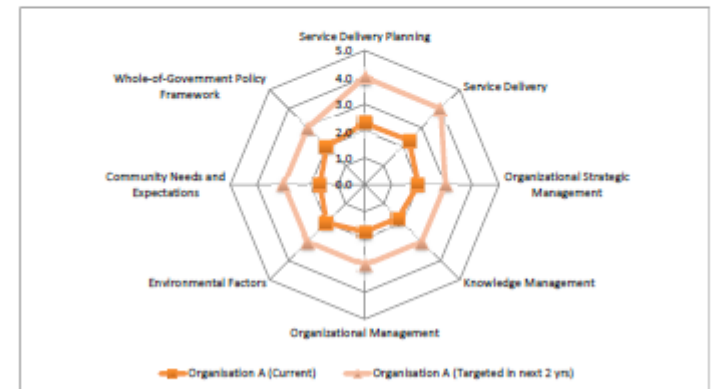 Service Delivery Planning
5.0
Whole-of-Government Policy
Framework
4.0
Service Delivery
3.0
2.0
1.0
Community Needs and
Expectations
0.0
Organizational Strategic
Management
Environmental Factors
Knowledge Management
Organizational Management
Organisation A (Current)
Organisation A (Targeted in next 2 yrs)